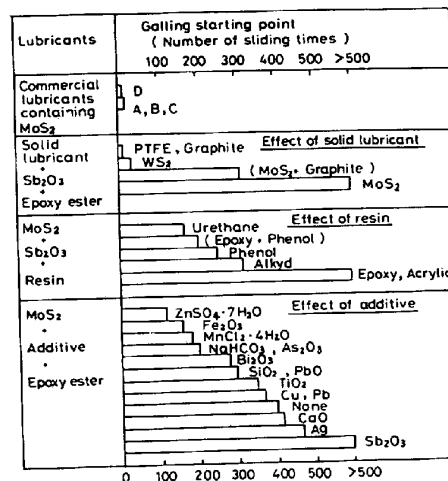 Lubricants
Galling starting point
( Number of sliding times)
100 200 300 400 >500
Commercial lubricants containing MoS₂
D
A, B, C
Solid lubricant + Sb₂O₃ + Epoxy ester
Effect of solid lubricant
PTFE, Graphite
WS₂
(MoS₂+ Graphite)
MoS₂
MoS₂ + Sb₂O₃ + Resin
Effect of resin
Urethane
(Epoxy + Phenol)
Phenol
Alkyd
Epoxy, Acrylic
MoS₂ + Additive + Epoxy ester
Effect of additive
ZnSO₄·7H₂O
Fe₂O₃
MnCl₂·4H₂O
NaHCO₃, As₂O₃
Bi₂O₃
SiO₂, PbO
TiO₂
Cu, Pb
None
CaO
Ag
Sb₂O₃
0 100 200 300 400 >500